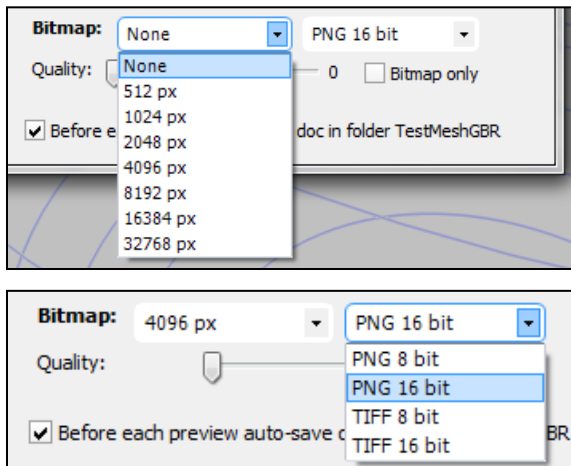 Bitmap: None PNG 16 bit
Quality: None 0 Bitmap only
512 px
1024 px
Before e doc in folder TestMeshGBR
2048 px
4096 px
8192 px
16384 px
32768 px
Bitmap: 4096 px PNG 16 bit
Quality: PNG 8 bit
PNG 16 bit
TIFF 8 bit
Before each preview auto-save d BR
TIFF 16 bit